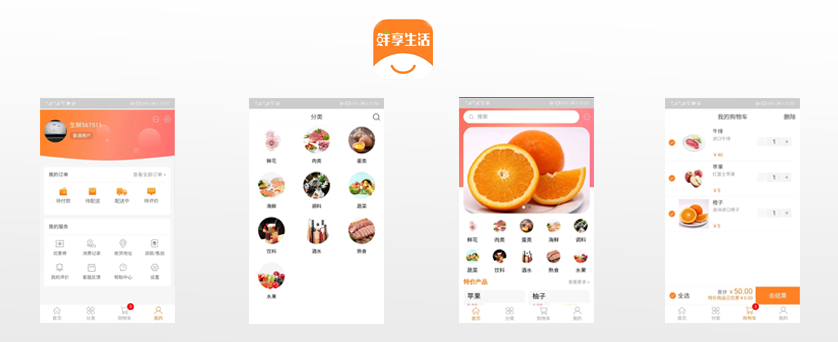 鲜享生活
生鲜567511
普通用户
我的订单
查看全部订单 >
待付款
待配送
配送中
待评价
我的服务
优惠券
消费记录
收货地址
退款/售后
我的评价
客服反馈
帮助中心
设置
首页
分类
购物车
我的
分类
鲜花
肉类
蛋类
海鲜
调料
蔬菜
饮料
酒水
熟食
水果
搜索
鲜花
肉类
蛋类
海鲜
调料
蔬菜
饮料
酒水
熟食
水果
特价产品
查看更多 >
苹果
柚子
首页
分类
购物车
我的
我的购物车
删除
牛排
进口牛排
￥40
1 +
苹果
红富士苹果
￥5
1 +
橙子
￥5
1 +
全选
合计 ￥50.00
去结算
首页
分类
购物车
我的